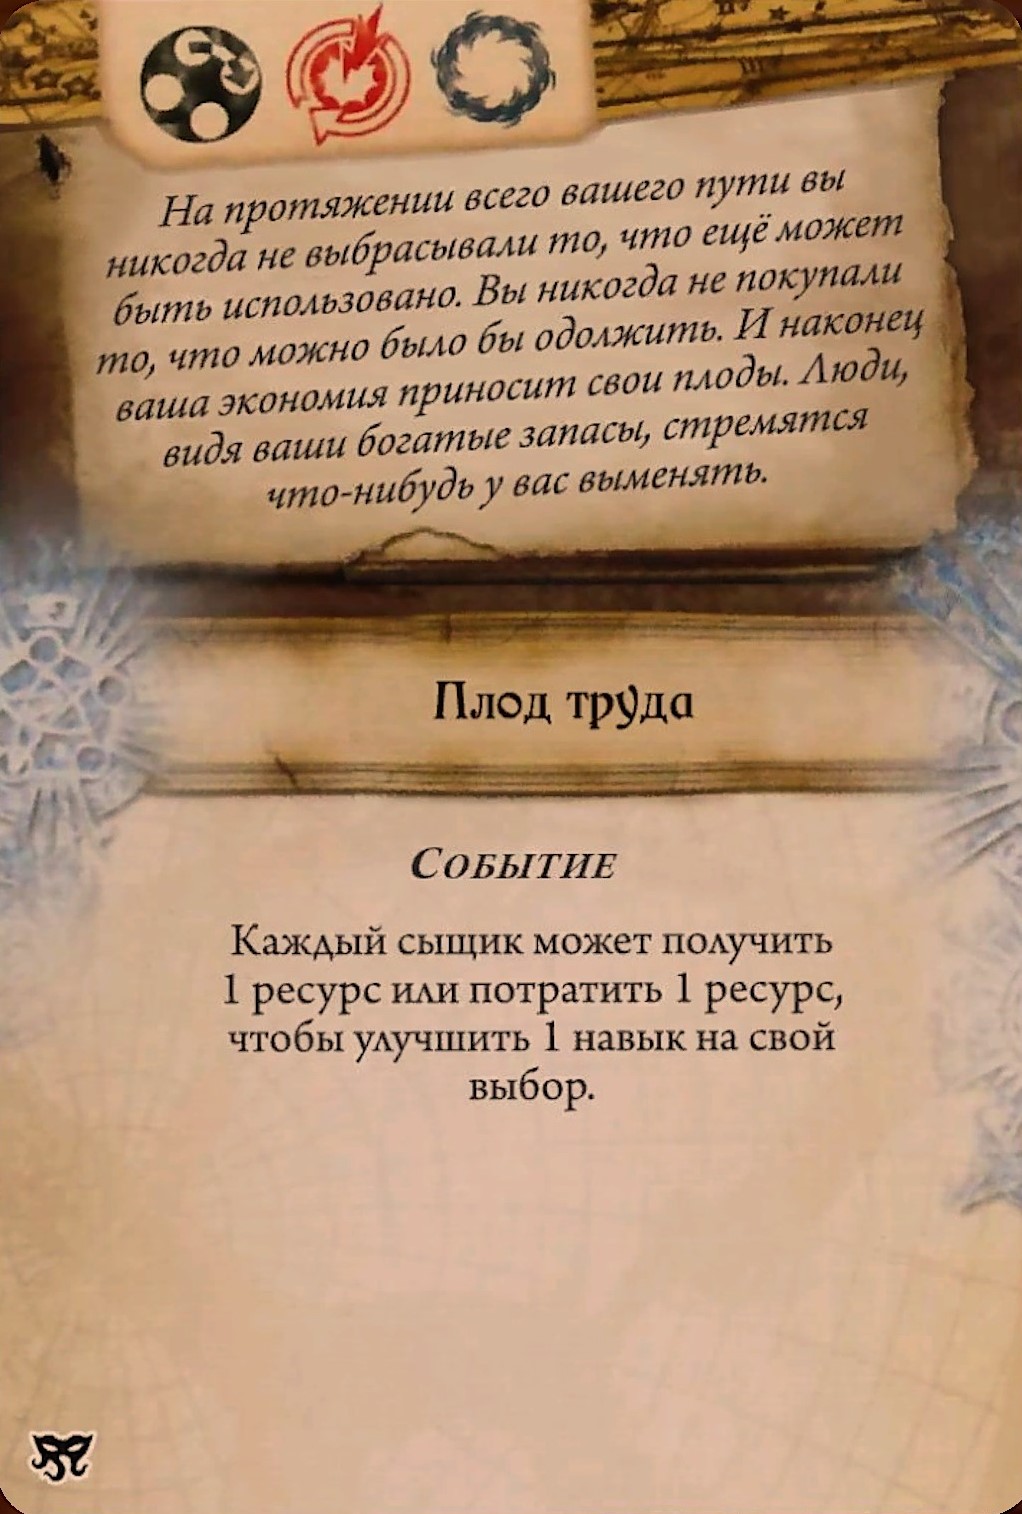 На протяжении всего вашего пути вы
никогда не выбрасывали то, что ещё может
быть использовано. Вы никогда не покупали
то, что можно было бы одолжить. И наконец
ваша экономия приносит свои плоды. Люди,
видя ваши богатые запасы, стремятся
что-нибудь у вас выменять.
Плод труда
Событие
Каждый сыщик может получить
1 ресурс или потратить 1 ресурс,
чтобы улучшить 1 навык на свой
выбор.